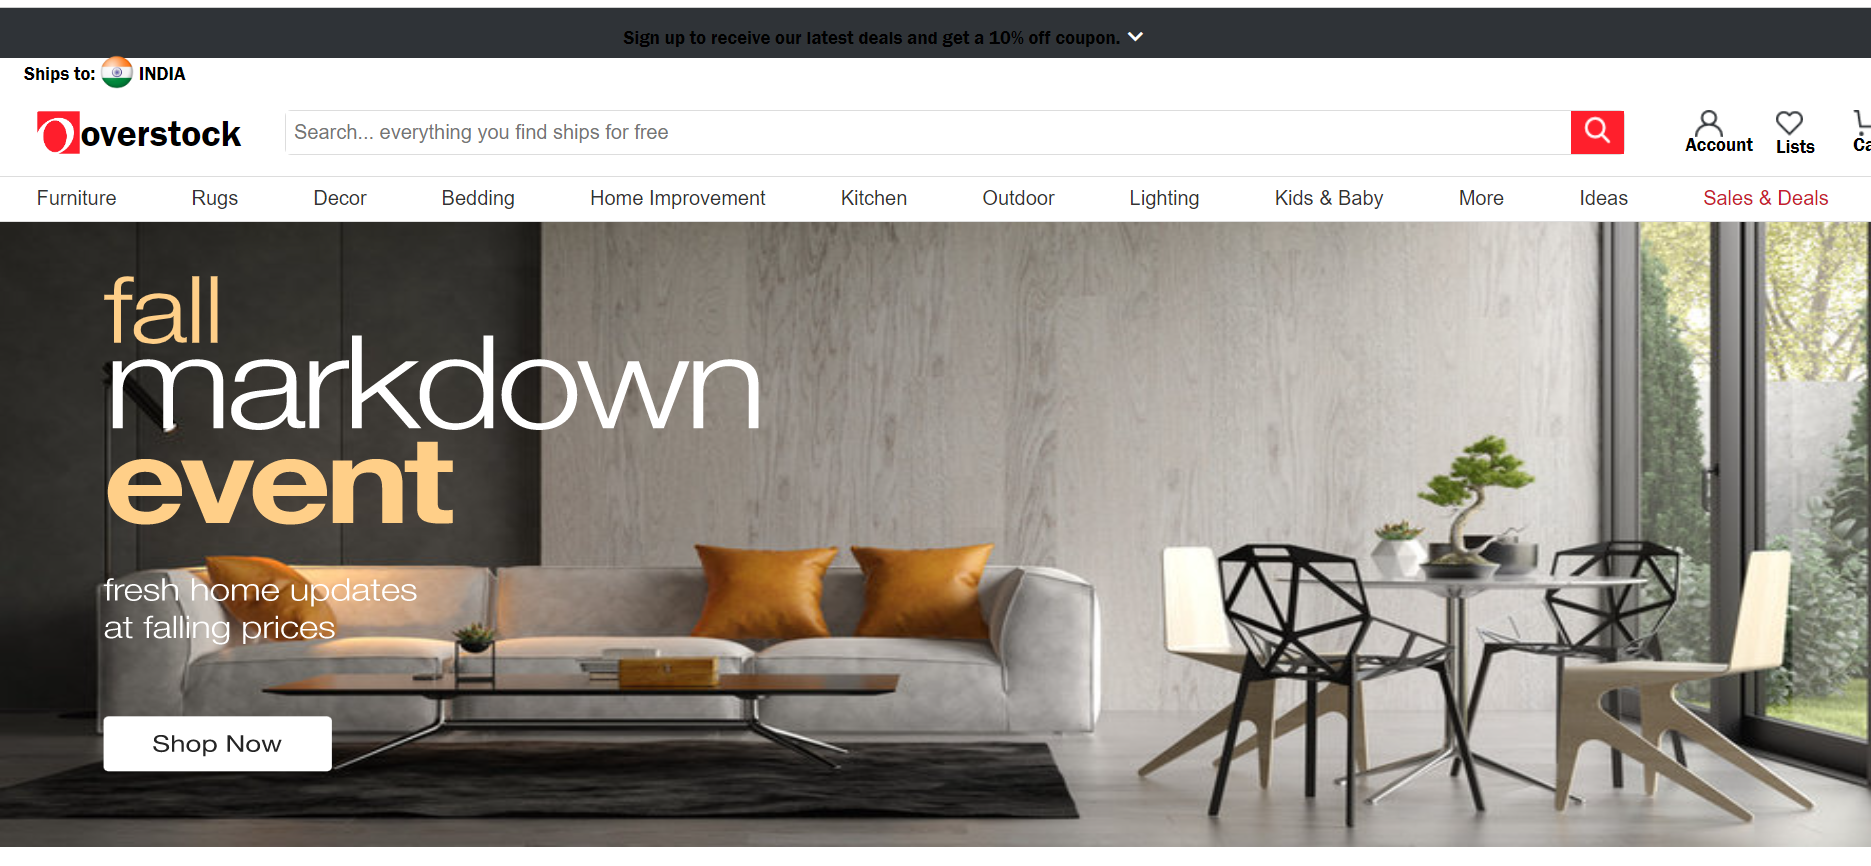 Sign up to receive our latest deals and get a 10% off coupon.
Ships to: INDIA
overstock
Search... everything you find ships for free
Account
Lists
Furniture Rugs Decor Bedding Home Improvement Kitchen Outdoor Lighting Kids & Baby More Ideas Sales & Deals
fall
markdown
event
fresh home updates
at falling prices
Shop Now